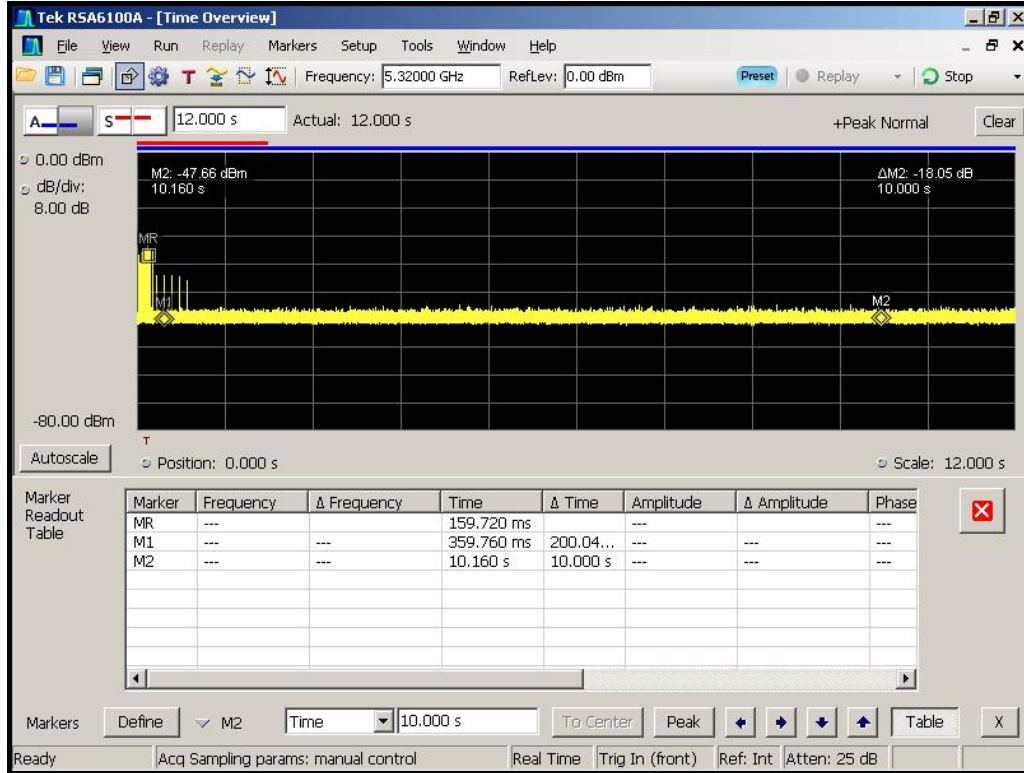 Tek RSA6100A - [Time Overview]
File View Run Replay Markers Setup Tools Window Help
T Frequency: 5.32000 GHz RefLev: 0.00 dBm Preset Replay Stop
A S 12.000 s Actual: 12.000 s +Peak Normal Clear
0.00 dBm
dB/div:
8.00 dB
M2: -47.66 dBm
10.160 s
ΔM2: -18.05 dB
10.000 s
MR
M1
M2
-80.00 dBm
T
Autoscale Position: 0.000 s Scale: 12.000 s
Marker Readout Table
Marker Frequency Δ Frequency Time Δ Time Amplitude Δ Amplitude Phase
MR --- 159.720 ms --- ---
M1 --- --- 359.760 ms 200.04... --- --- ---
M2 --- --- 10.160 s 10.000 s --- --- ---
Markers Define M2 Time 10.000 s To Center Peak Table X
Ready Acq Sampling params: manual control Real Time Trig In (front) Ref: Int Atten: 25 dB